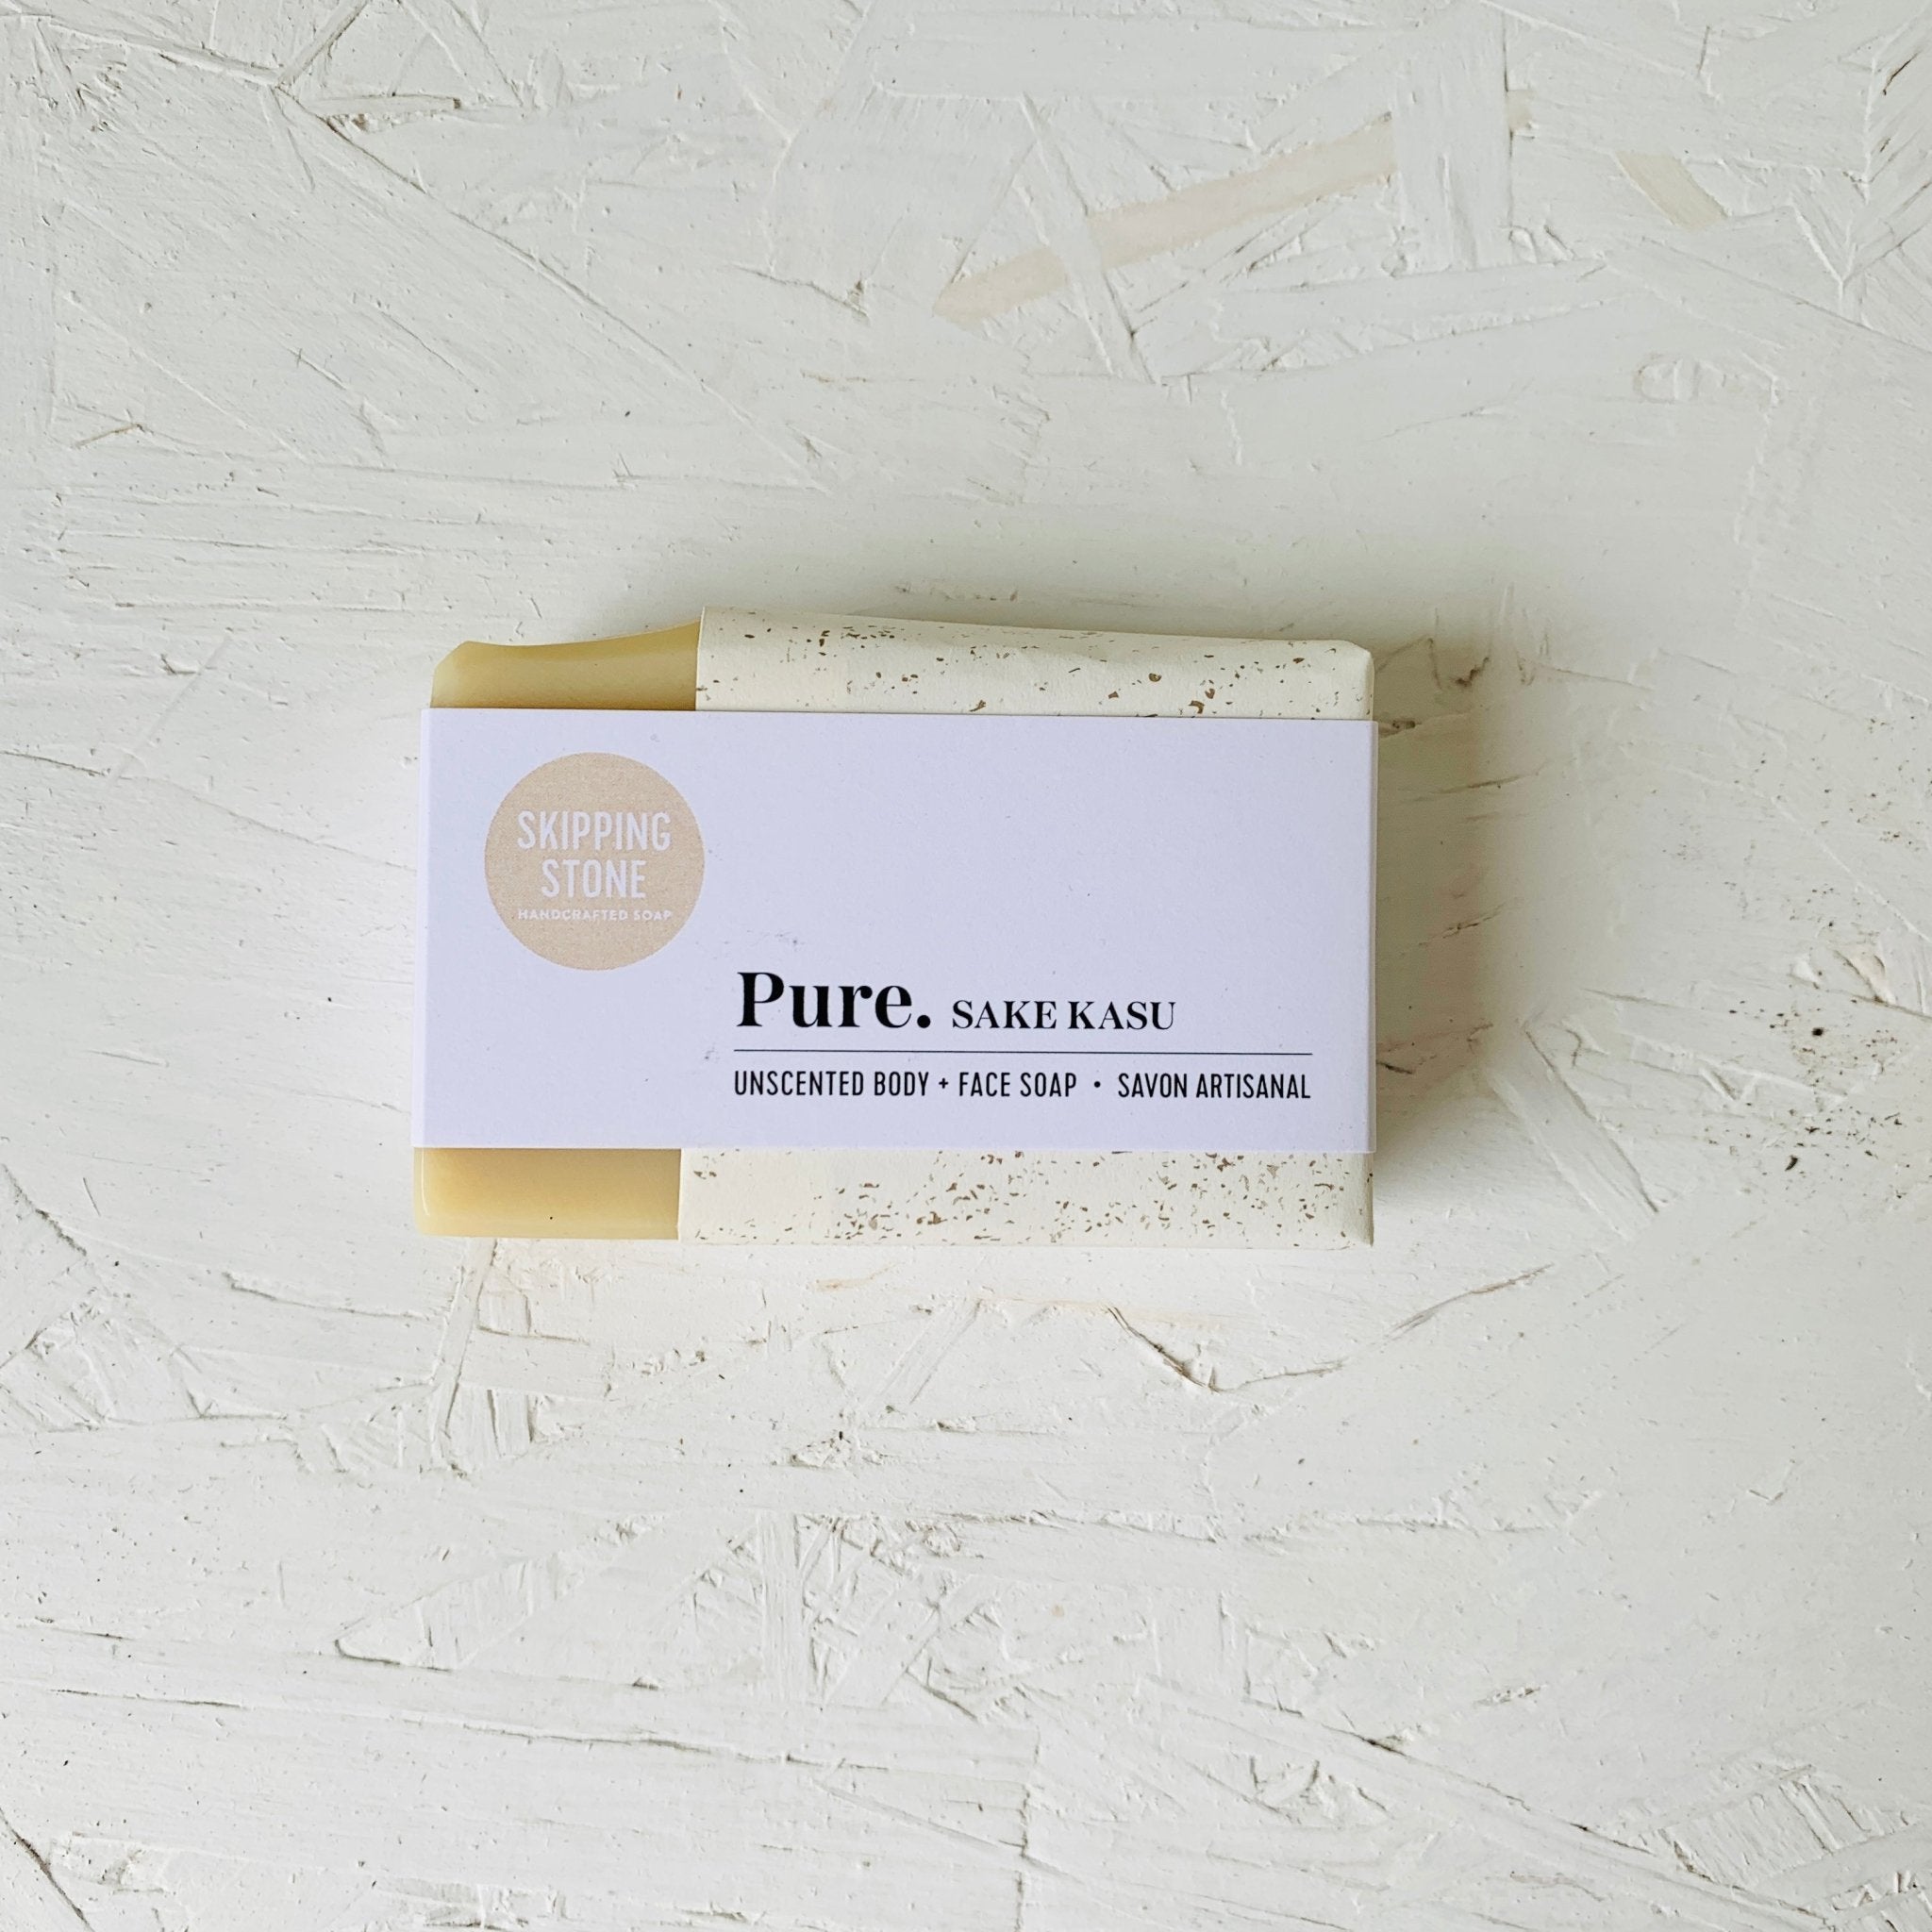 SKIPPING
STONE
HANDCRAFTED SOAP
Pure. SAKE KASU
UNSCENTED BODY + FACE SOAP • SAVON ARTISANAL